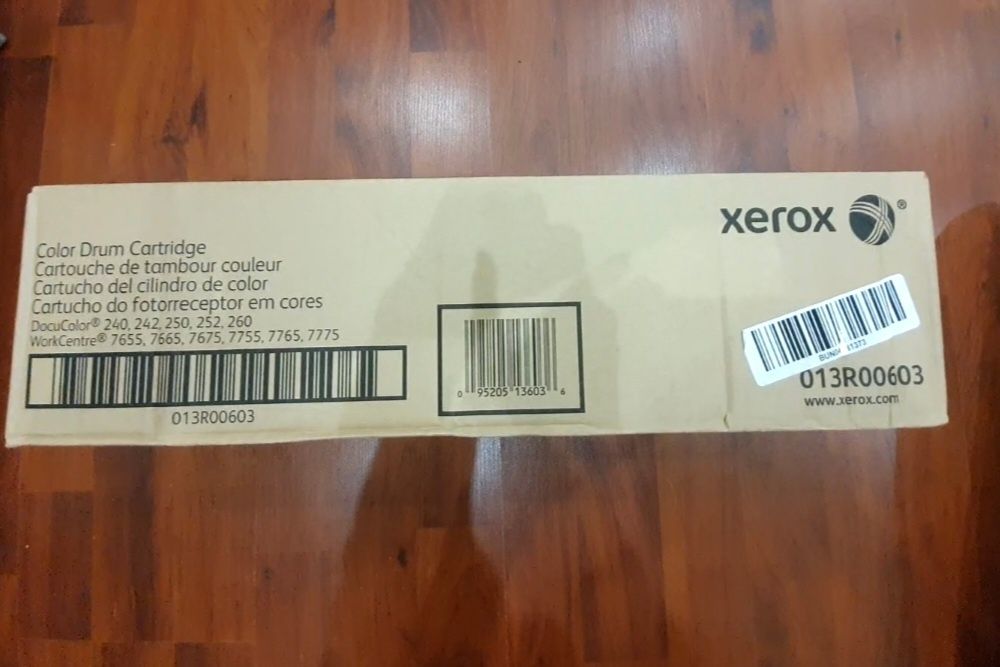 xerox ®
Color Drum Cartridge
Cartouche de tambour couleur
Cartucho del cilindro de color
Cartucho do fotorreceptor em cores
DocuColor® 240, 242, 250, 252, 260
WorkCentre® 7655, 7665, 7675, 7755, 7765, 7775
013R00603
0 95205 13603 6
013R00603
www.xerox.com